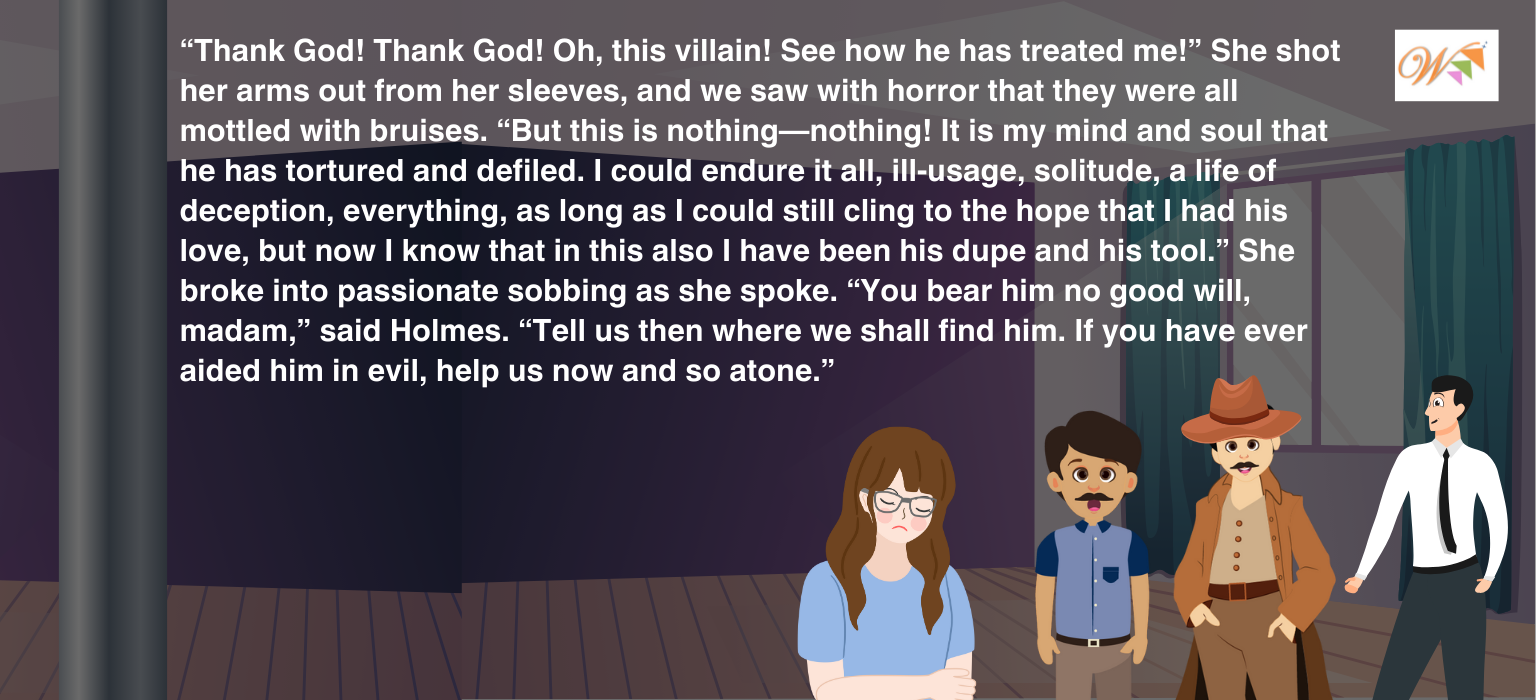 “Thank God! Thank God! Oh, this villain! See how he has treated me!” She shot
her arms out from her sleeves, and we saw with horror that they were all
mottled with bruises. “But this is nothing—nothing! It is my mind and soul that
he has tortured and defiled. I could endure it all, ill-usage, solitude, a life of
deception, everything, as long as I could still cling to the hope that I had his
love, but now I know that in this also I have been his dupe and his tool.” She
broke into passionate sobbing as she spoke. “You bear him no good will,
madam,” said Holmes. “Tell us then where we shall find him. If you have ever
aided him in evil, help us now and so atone.”
W